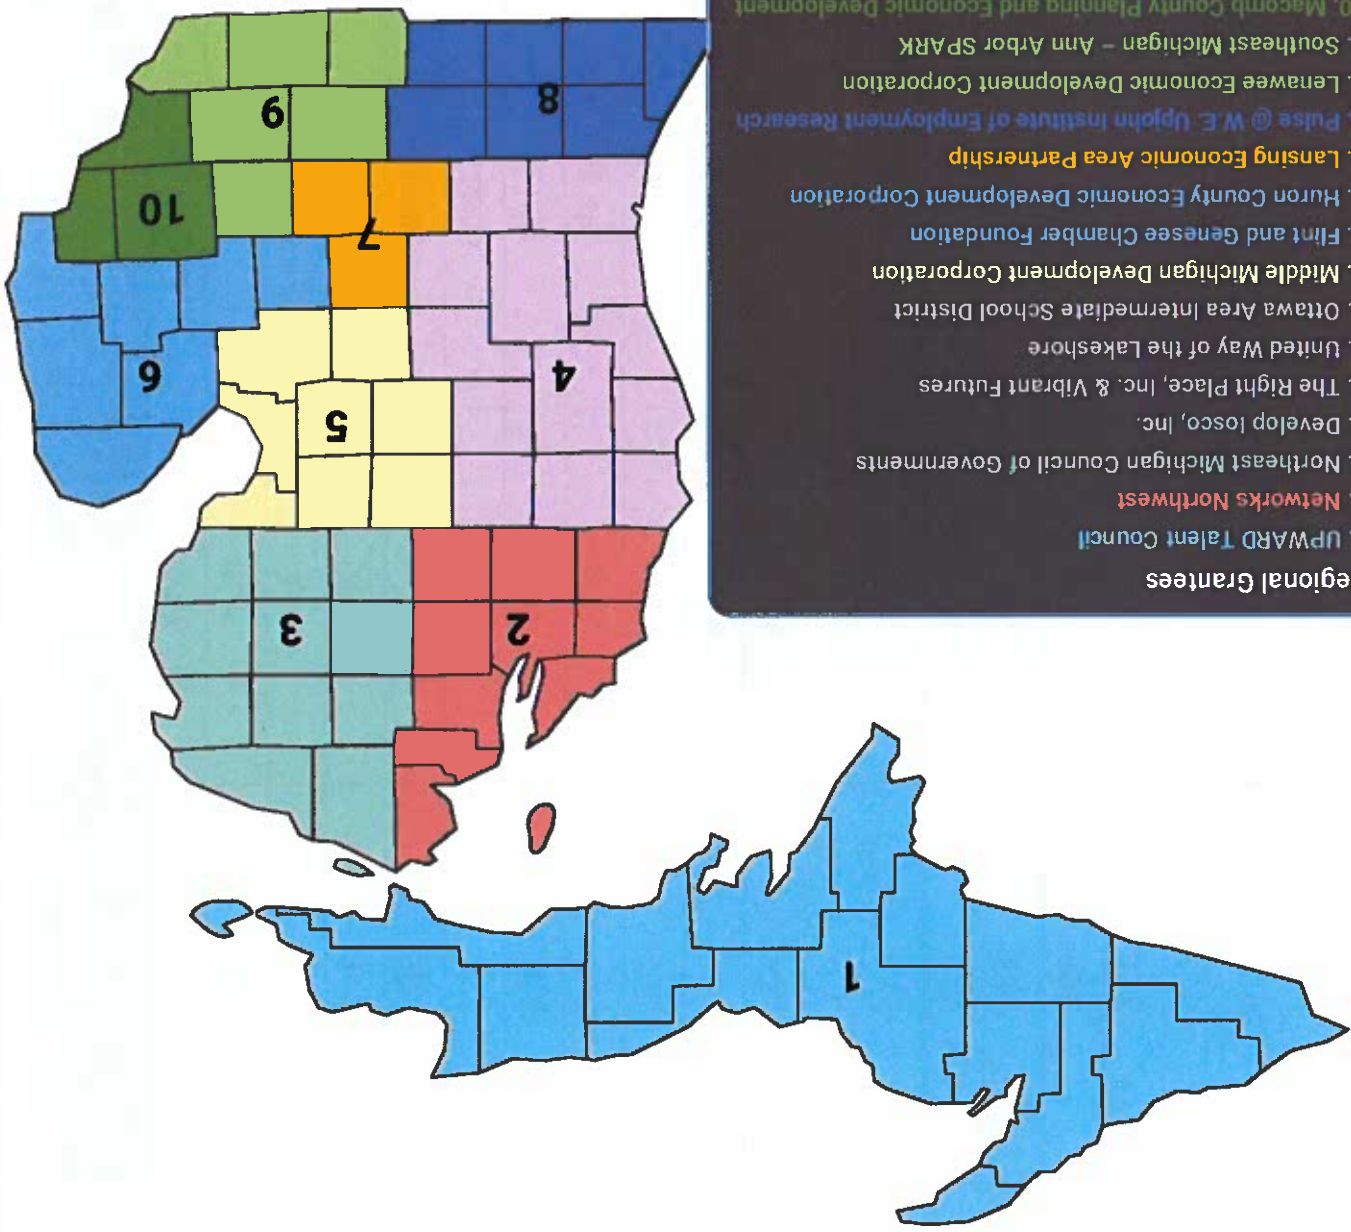 1
2
3
4
5
6
7
8
9
10
egional Grantees
. UPWARD Talent Council
. Networks Northwest
. Northeast Michigan Council of Governments
. Develop Iosco, Inc.
. The Right Place, Inc. & Vibrant Futures
. United Way of the Lakeshore
. Ottawa Area Intermediate School District
. Middle Michigan Development Corporation
. Flint and Genesee Chamber Foundation
. Huron County Economic Development Corporation
. Lansing Economic Area Partnership
. Pulse @ W.E. Upjohn Institute of Employment Research
. Lenawee Economic Development Corporation
. Southeast Michigan – Ann Arbor SPARK
0. Macomb County Planning and Economic Development